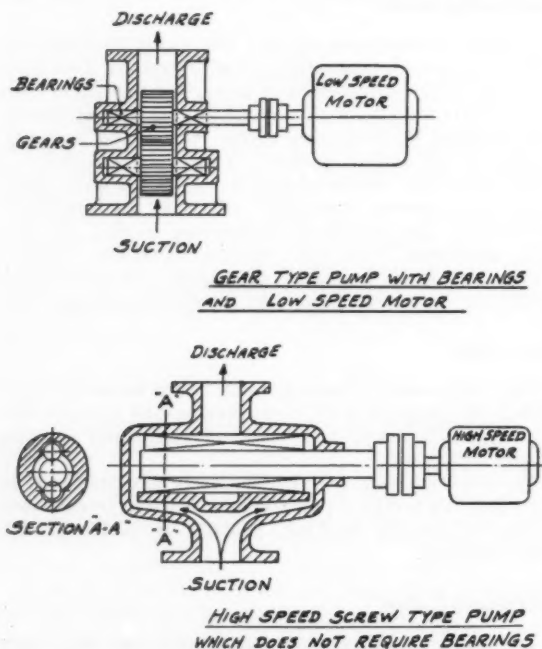 DISCHARGE
BEARINGS
LOW SPEED
MOTOR
GEARS
SUCTION
GEAR TYPE PUMP WITH BEARINGS
AND LOW SPEED MOTOR
DISCHARGE
"A"
HIGH SPEED
MOTOR
SECTION "A-A"
"A"
SUCTION
HIGH SPEED SCREW TYPE PUMP
WHICH DOES NOT REQUIRE BEARINGS